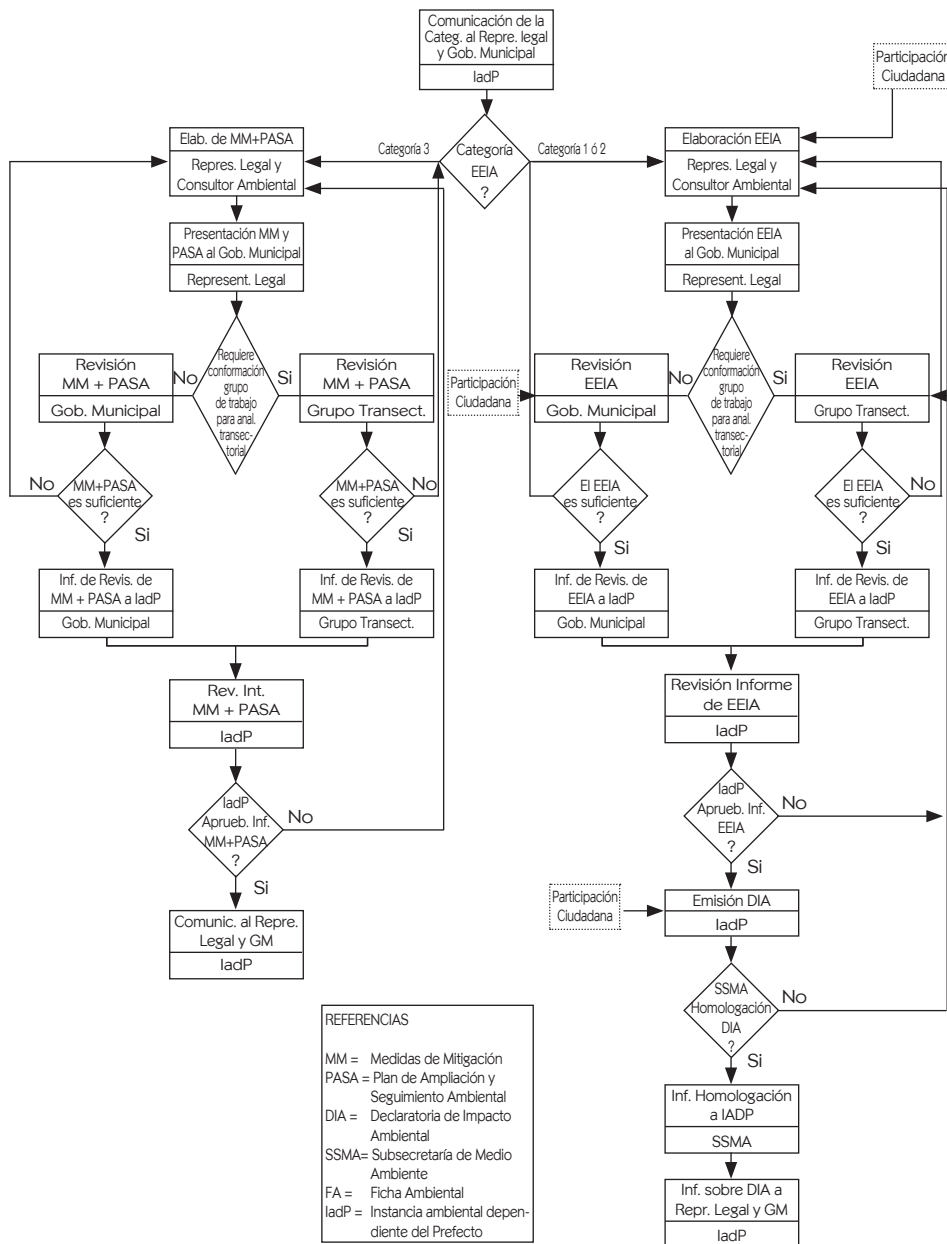 Comunicación de la
Categ. al Repre. legal
y Gob. Municipal
IadP
Participación
Ciudadana
Categoría
EEIA
?
Categoría 3
Categoría 1 ó 2
Elab. de MM+PASA
Repres. Legal y
Consultor Ambiental
Presentación MM y
PASA al Gob. Municipal
Represent. Legal
Requiere
conformación
grupo
de trabajo
para anal.
transec-
torial
No
Si
Revisión
MM + PASA
Gob. Municipal
Revisión
MM + PASA
Grupo Transect.
MM+PASA
es suficiente
?
No
Si
MM+PASA
es suficiente
?
No
Si
Inf. de Revis. de
MM + PASA a IadP
Gob. Municipal
Inf. de Revis. de
MM + PASA a IadP
Grupo Transect.
Rev. Int.
MM + PASA
IadP
IadP
Aprueb. Inf.
MM+PASA
?
No
Si
Comunic. al Repre.
Legal y GM
IadP
Elaboración EEIA
Repres. Legal y
Consultor Ambiental
Presentación EEIA
al Gob. Municipal
Represent. Legal
Requiere
conformación
grupo
de trabajo
para anal.
transec-
torial
No
Si
Participación
Ciudadana
Revisión
EEIA
Gob. Municipal
Revisión
EEIA
Grupo Transect.
El EEIA
es suficiente
?
Si
El EEIA
es suficiente
?
No
Si
Inf. de Revis. de
EEIA a IadP
Gob. Municipal
Inf. de Revis. de
EEIA a IadP
Grupo Transect.
Revisión Informe
de EEIA
IadP
IadP
Aprueb. Inf.
EEIA
?
No
Si
Participación
Ciudadana
Emisión DIA
IadP
SSMA
Homologación
DIA
?
No
Si
Inf. Homologación
a IADP
SSMA
Inf. sobre DIA a
Repr. Legal y GM
IadP
REFERENCIAS
MM = Medidas de Mitigación
PASA = Plan de Ampliación y
Seguimiento Ambiental
DIA = Declaratoria de Impacto
Ambiental
SSMA= Subsecretaría de Medio
Ambiente
FA = Ficha Ambiental
IadP = Instancia ambiental depen-
diente del Prefecto